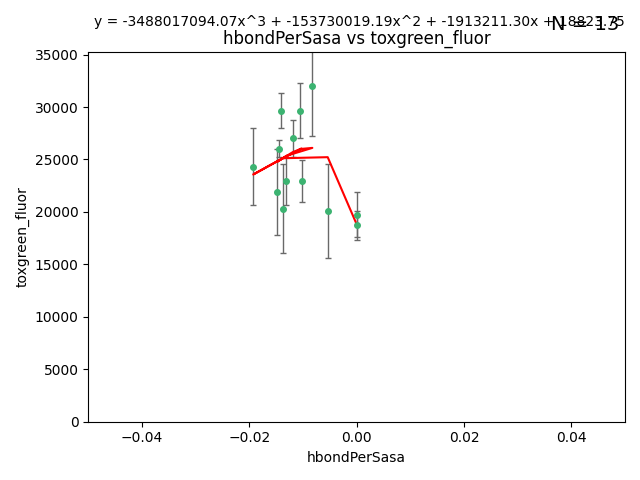 y = -3488017094.07x^3 + -153730019.19x^2 + -1913211.30x + 18823.75
N = 13
hbondPerSasa vs toxgreen_fluor
35000
30000
25000
20000
15000
10000
5000
0
toxgreen_fluor
−0.04
−0.02
0.00
0.02
0.04
hbondPerSasa